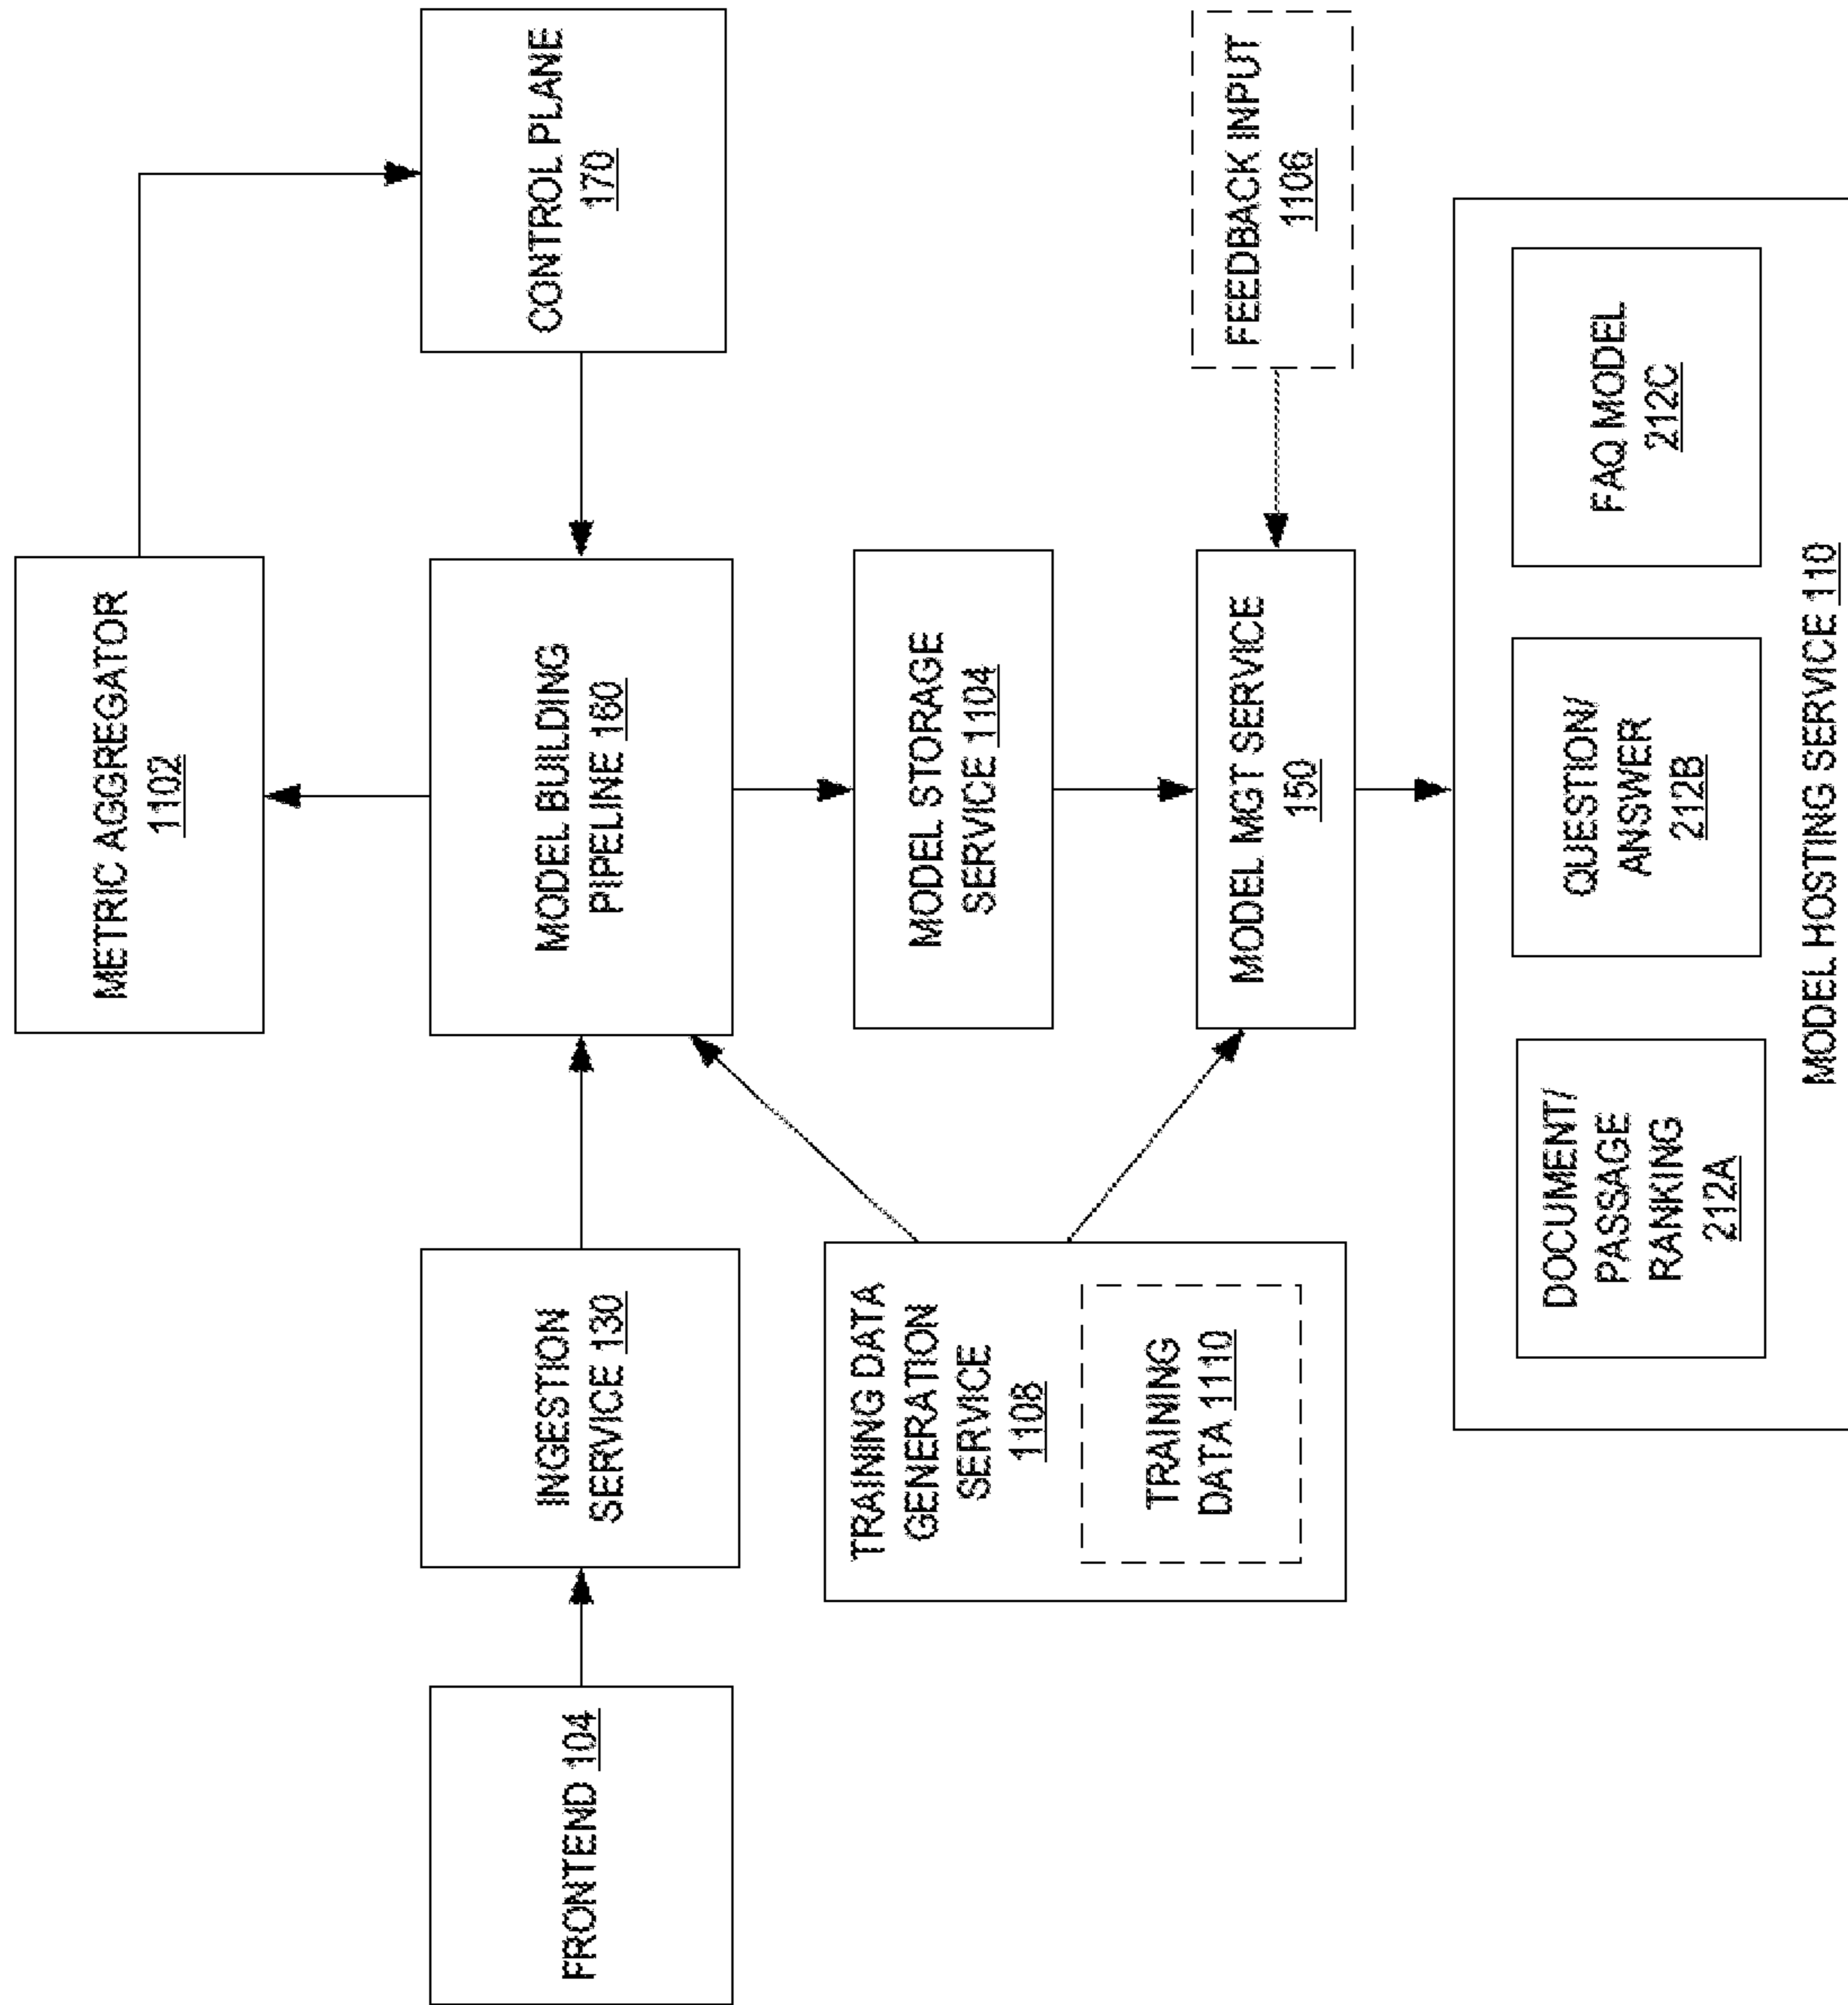 METRIC AGGREGATOR
1102
FRONTEND 104
INGESTION
SERVICE 130
MODEL BUILDING
PIPELINE 160
CONTROL PLANE
170
TRAINING DATA
GENERATION
SERVICE
1108
TRAINING
DATA 1110
MODEL STORAGE
SERVICE 1104
MODEL MGT SERVICE
150
FEEDBACK INPUT
1106
DOCUMENT/
PASSAGE
RANKING
212A
QUESTION/
ANSWER
212B
FAQ MODEL
212C
MODEL HOSTING SERVICE 110